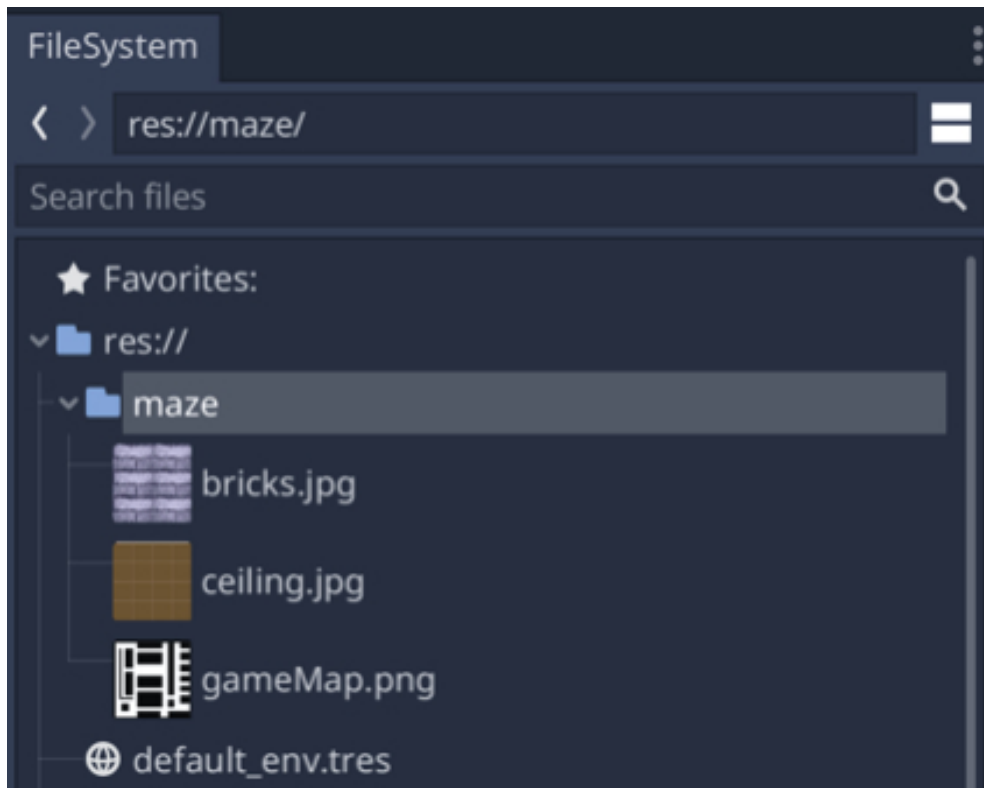 FileSystem
res://maze/
Search files
Favorites:
res://
maze
bricks.jpg
ceiling.jpg
gameMap.png
default_env.tres